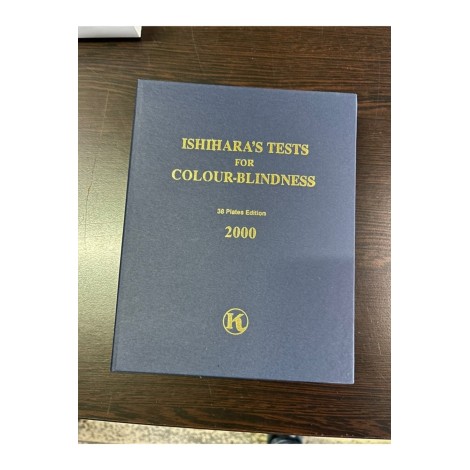 ISHIHARA'S TESTS
FOR
COLOUR-BLINDNESS
38 Plates Edition
2000
K